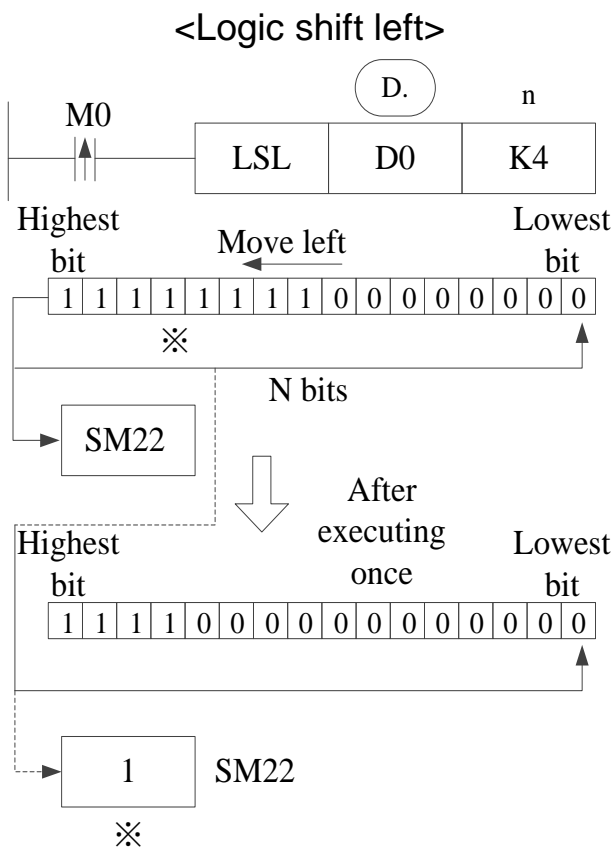 <Logic shift left>
D. n
M0
LSL D0 K4
Highest bit Move left Lowest bit
1 1 1 1 1 1 1 1 0 0 0 0 0 0 0 0
※
N bits
SM22
After executing once
Highest bit Lowest bit
1 1 1 1 0 0 0 0 0 0 0 0 0 0 0 0
1 SM22
※